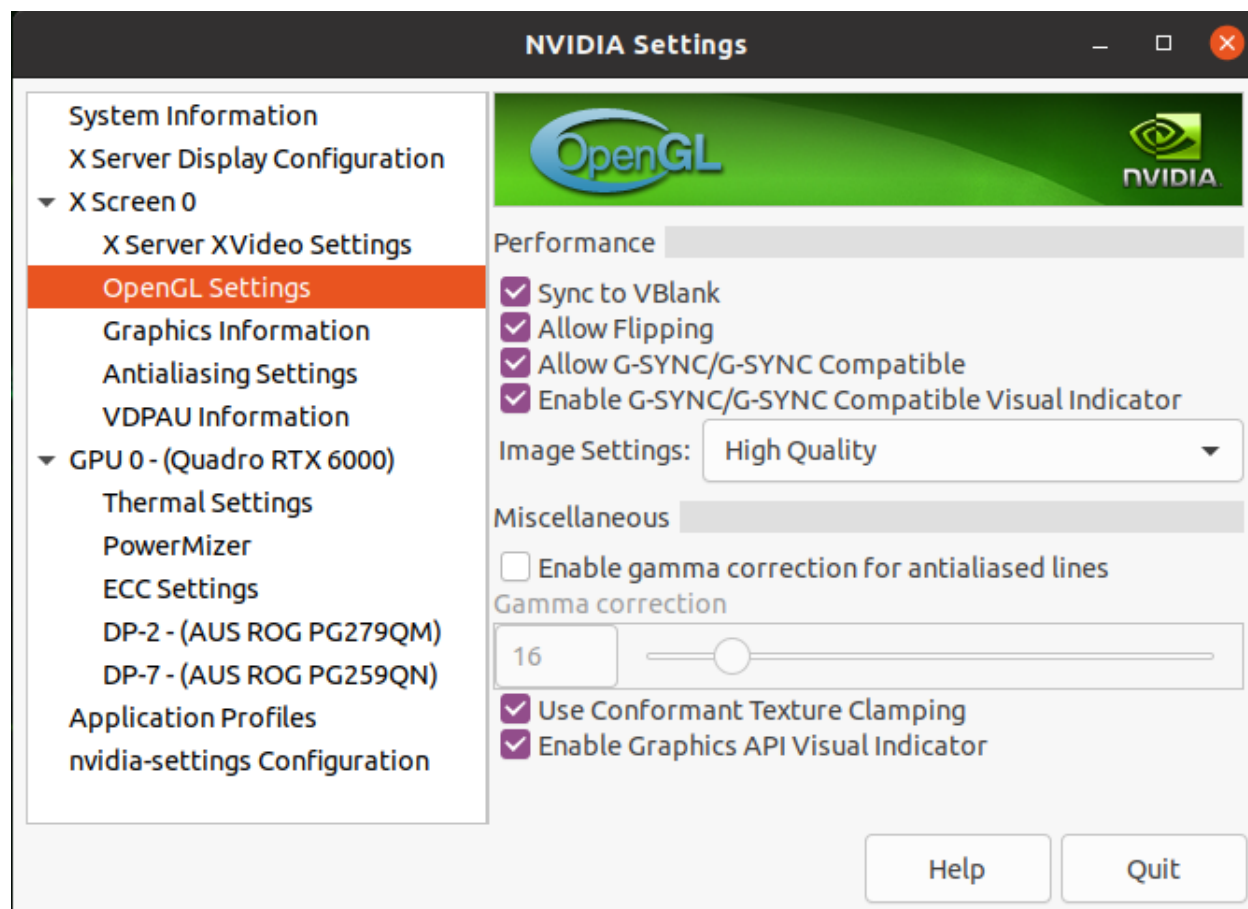 NVIDIA Settings
System Information
X Server Display Configuration
X Screen 0
X Server XVideo Settings
OpenGL Settings
Graphics Information
Antialiasing Settings
VDPAU Information
GPU 0 - (Quadro RTX 6000)
Thermal Settings
PowerMizer
ECC Settings
DP-2 - (AUS ROG PG279QM)
DP-7 - (AUS ROG PG259QN)
Application Profiles
nvidia-settings Configuration
OpenGL
NVIDIA.
Performance
Sync to VBlank
Allow Flipping
Allow G-SYNC/G-SYNC Compatible
Enable G-SYNC/G-SYNC Compatible Visual Indicator
Image Settings: High Quality
Miscellaneous
Enable gamma correction for antialiased lines
Gamma correction
16
Use Conformant Texture Clamping
Enable Graphics API Visual Indicator
Help Quit